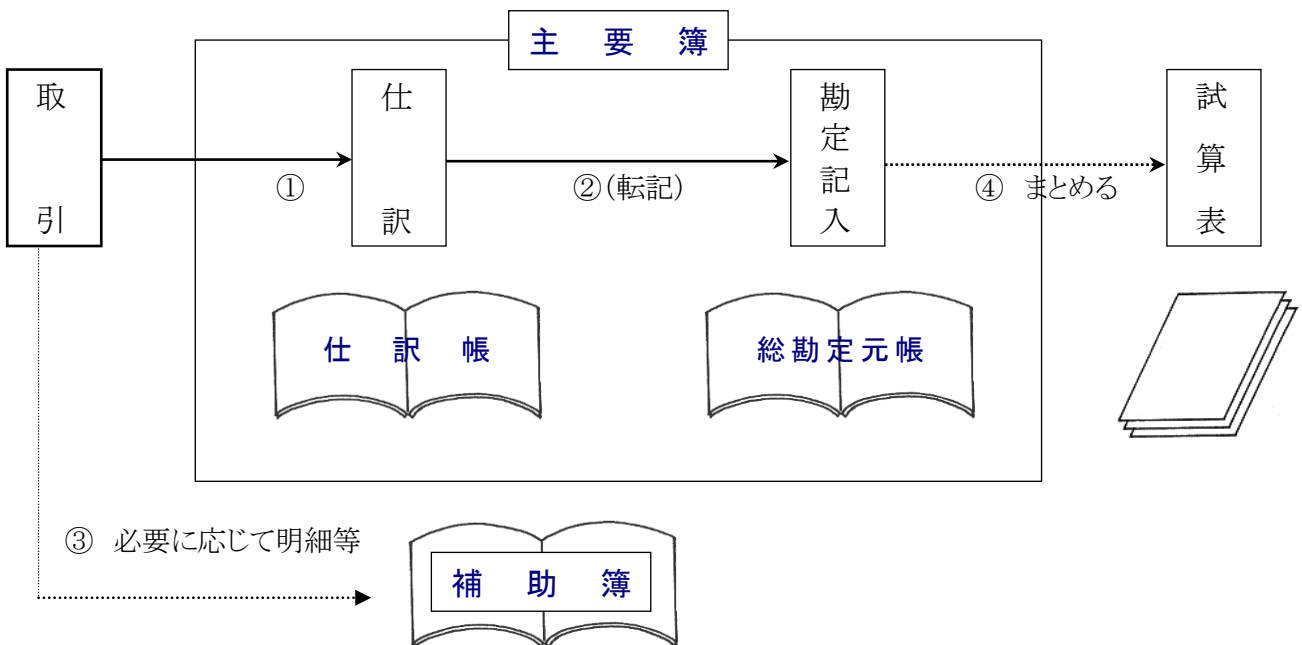 主要簿
取引
仕訳
勘定記入
試算表
①
②(転記)
④ まとめる
仕訳帳
総勘定元帳
③ 必要に応じて明細等
補助簿